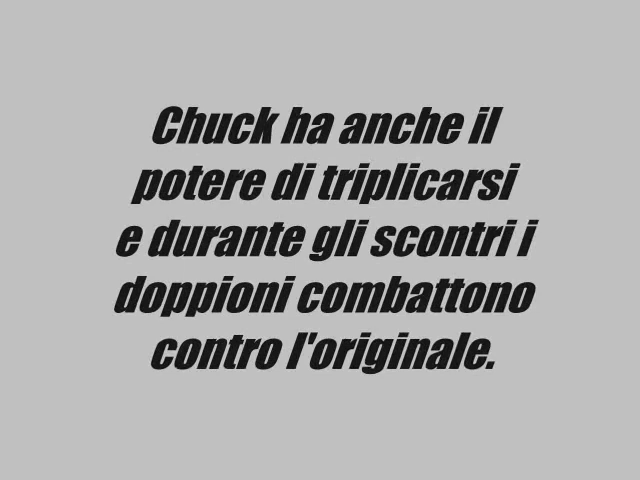 Chuck ha anche il
potere di triplicarsi
e durante gli scontri i
doppioni combattono
contro l'originale.